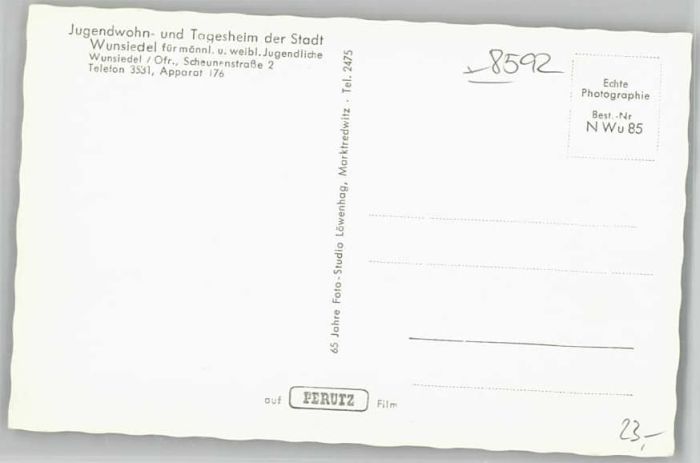 Jugendwohn- und Tagesheim der Stadt
Wunsiedel für männl. u. weibl. Jugendliche
Wunsiedel / Ofr., Scheunenstraße 2
Telefon 3531, Apparat 176
65 Jahre Foto-Studio Löwenhag, Marktredwitz · Tel. 2475
8592
Echte
Photographie
Best.-Nr
N Wu 85
auf PERUTZ Film
23,-